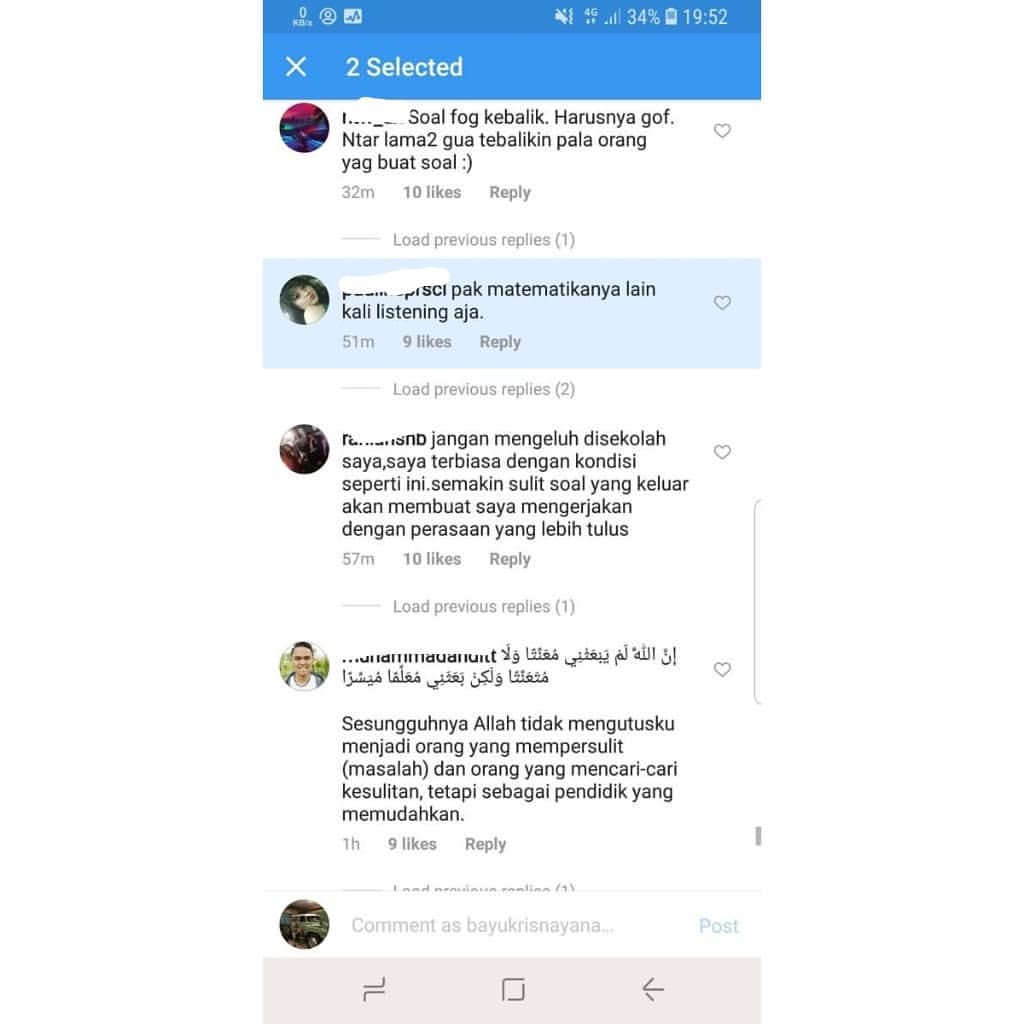 0
KB/s
4G 34% 19:52
2 Selected
Soal fog kebalik. Harusnya gof.
Ntar lama2 gua tebalikin pala orang
yag buat soal :)
32m 10 likes Reply
Load previous replies (1)
pak matematikanya lain
kali listening aja.
51m 9 likes Reply
Load previous replies (2)
jangan mengeluh disekolah
saya,saya terbiasa dengan kondisi
seperti ini.semakin sulit soal yang keluar
akan membuat saya mengerjakan
dengan perasaan yang lebih tulus
57m 10 likes Reply
Load previous replies (1)
إِنَّ اللَّهَ لَمْ يَبْعَثْنِي مُعَنِّتًا وَلَا
مُتَعَنِّتًا وَلَكِنْ بَعَثَنِي مُعَلِّمًا مُيَسِّرًا
Sesungguhnya Allah tidak mengutusku
menjadi orang yang mempersulit
(masalah) dan orang yang mencari-cari
kesulitan, tetapi sebagai pendidik yang
memudahkan.
1h 9 likes Reply
Load previous replies (1)
Comment as bayukrisnayana... Post